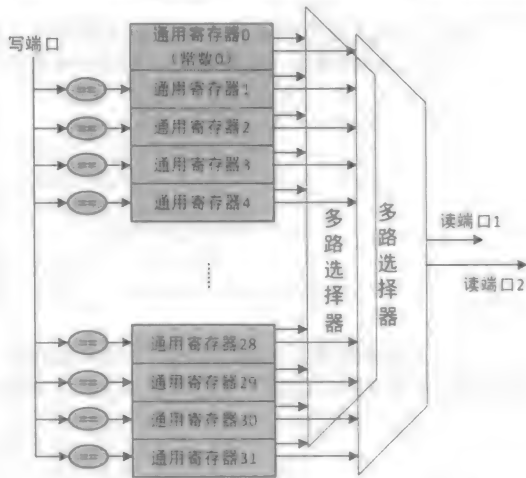 写端口
通用寄存器0
（常数0）
==
通用寄存器1
==
通用寄存器2
==
通用寄存器3
==
通用寄存器4
多路选择器
多路选择器
读端口1
读端口2
==
通用寄存器28
==
通用寄存器29
==
通用寄存器30
==
通用寄存器31